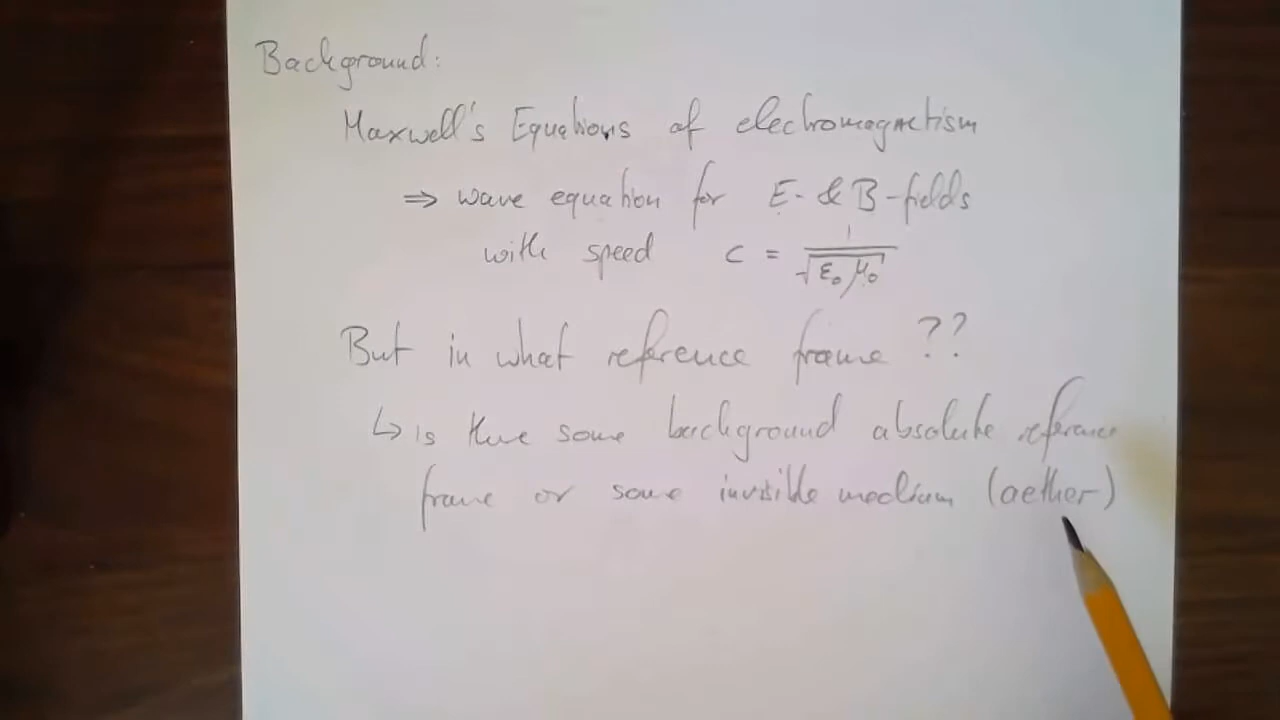 Background:
Maxwell's Equations of electromagnetism
⇒ wave equation for E- & B-fields
with speed c = 1/√(ε₀μ₀)
But in what reference frame ??
↳ is there some background absolute reference
frame or some invisible medium (aether)